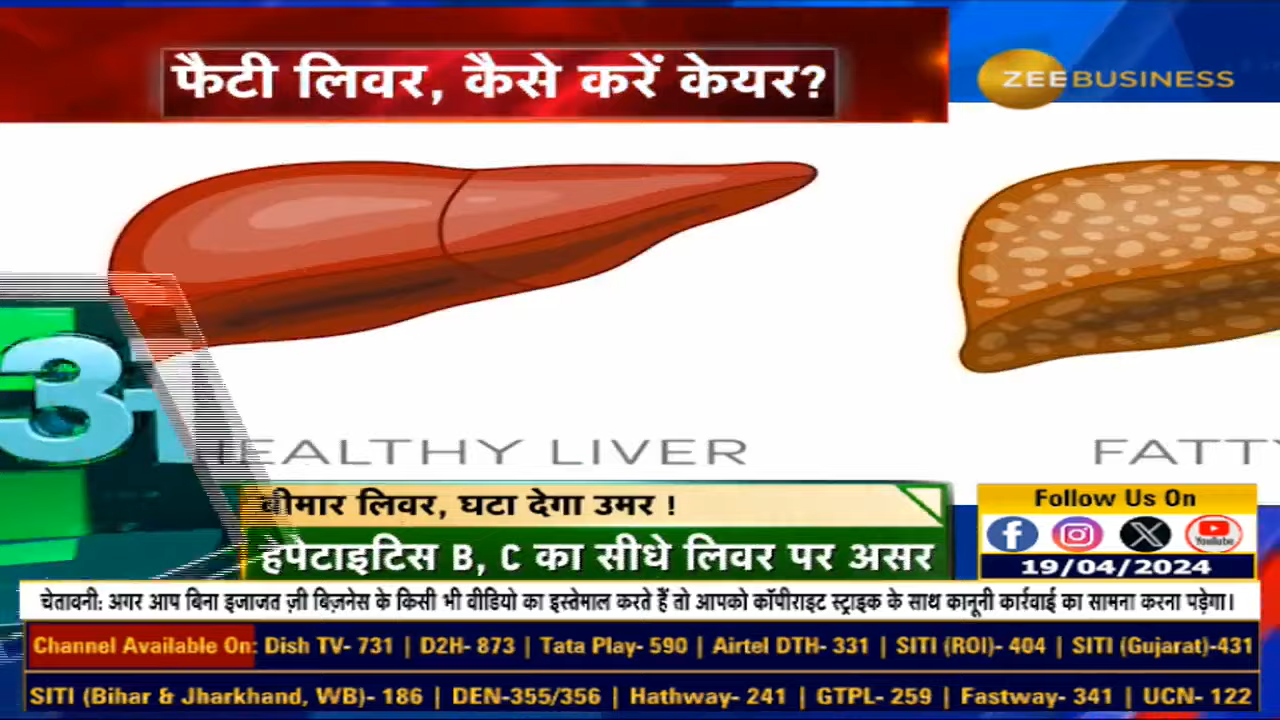 फैटी लिवर, कैसे करें केयर?
ZEEBUSINESS
3
HEALTHY LIVER
FATTY
बीमार लिवर, घटा देगा उमर !
हेपेटाइटिस B, C का सीधे लिवर पर असर
Follow Us On
YouTube
19/04/2024
चेतावनी: अगर आप बिना इजाजत ज़ी बिज़नेस के किसी भी वीडियो का इस्तेमाल करते हैं तो आपको कॉपीराइट स्ट्राइक के साथ कानूनी कार्रवाई का सामना करना पड़ेगा।
Channel Available On: Dish TV- 731 | D2H- 873 | Tata Play- 590 | Airtel DTH- 331 | SITI (ROI)- 404 | SITI (Gujarat)-431
SITI (Bihar & Jharkhand, WB)- 186 | DEN-355/356 | Hathway- 241 | GTPL- 259 | Fastway- 341 | UCN- 122